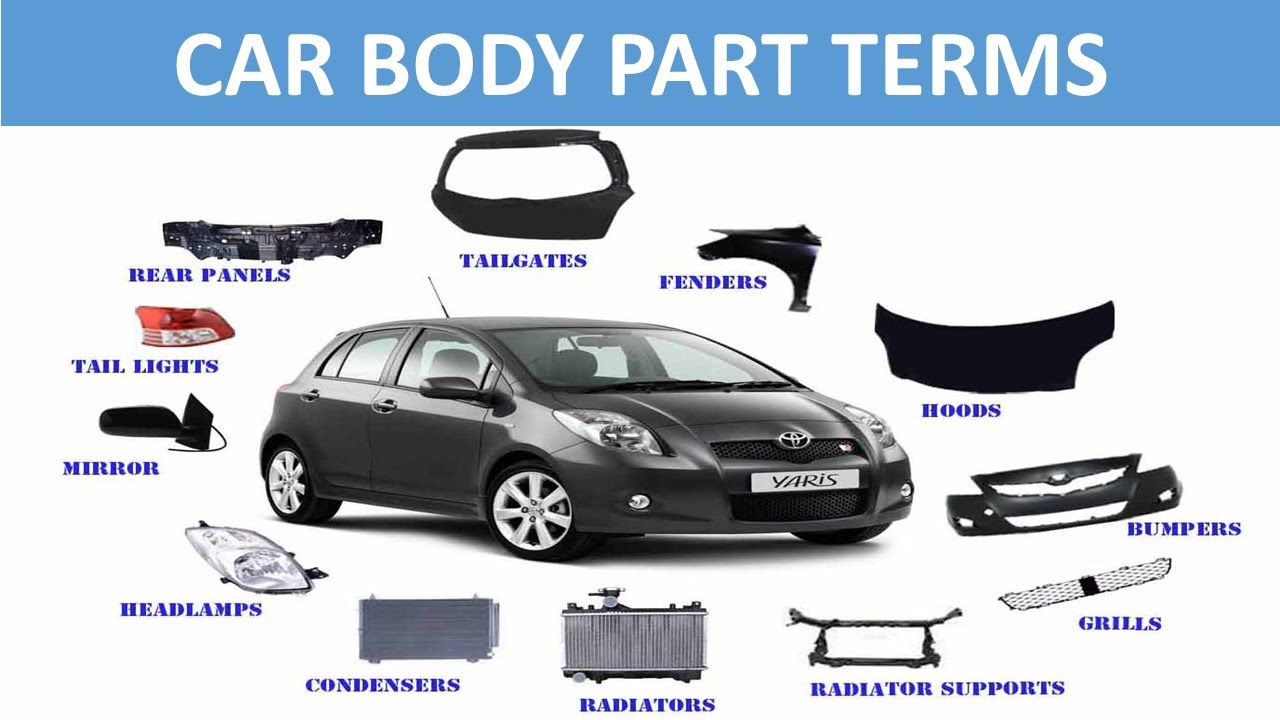 CAR BODY PART TERMS
TAILGATES
REAR PANELS
FENDERS
TAIL LIGHTS
HOODS
MIRROR
YARiS
BUMPERS
HEADLAMPS
GRILLS
CONDENSERS
RADIATORS
RADIATOR SUPPORTS